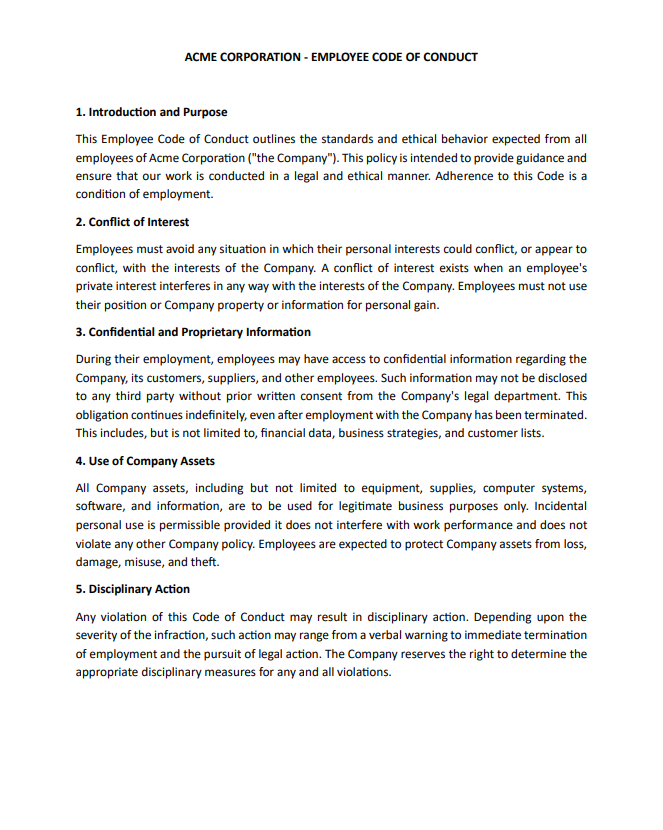 ACME CORPORATION - EMPLOYEE CODE OF CONDUCT
1. Introduction and Purpose
This Employee Code of Conduct outlines the standards and ethical behavior expected from all
employees of Acme Corporation ("the Company"). This policy is intended to provide guidance and
ensure that our work is conducted in a legal and ethical manner. Adherence to this Code is a
condition of employment.
2. Conflict of Interest
Employees must avoid any situation in which their personal interests could conflict, or appear to
conflict, with the interests of the Company. A conflict of interest exists when an employee's
private interest interferes in any way with the interests of the Company. Employees must not use
their position or Company property or information for personal gain.
3. Confidential and Proprietary Information
During their employment, employees may have access to confidential information regarding the
Company, its customers, suppliers, and other employees. Such information may not be disclosed
to any third party without prior written consent from the Company's legal department. This
obligation continues indefinitely, even after employment with the Company has been terminated.
This includes, but is not limited to, financial data, business strategies, and customer lists.
4. Use of Company Assets
All Company assets, including but not limited to equipment, supplies, computer systems,
software, and information, are to be used for legitimate business purposes only. Incidental
personal use is permissible provided it does not interfere with work performance and does not
violate any other Company policy. Employees are expected to protect Company assets from loss,
damage, misuse, and theft.
5. Disciplinary Action
Any violation of this Code of Conduct may result in disciplinary action. Depending upon the
severity of the infraction, such action may range from a verbal warning to immediate termination
of employment and the pursuit of legal action. The Company reserves the right to determine the
appropriate disciplinary measures for any and all violations.